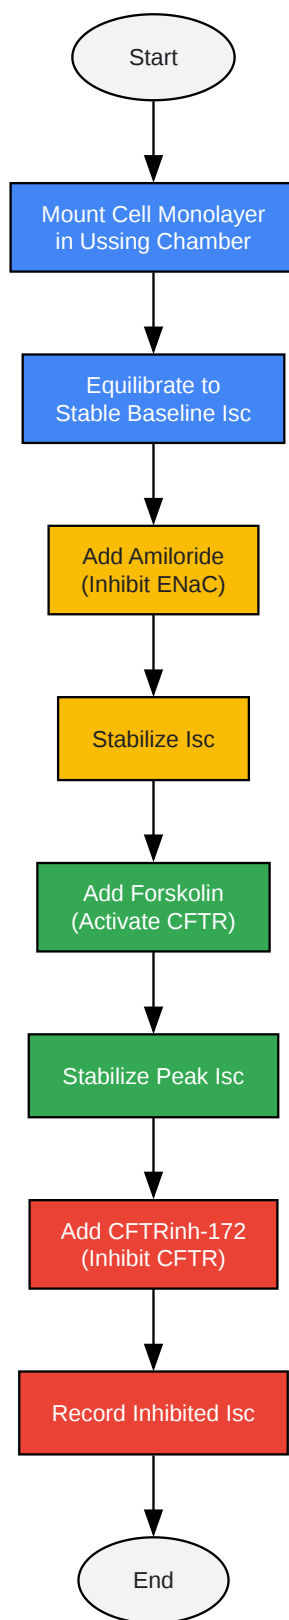 Start
Mount Cell Monolayer
in Ussing Chamber
Equilibrate to
Stable Baseline Isc
Add Amiloride
(Inhibit ENaC)
Stabilize Isc
Add Forskolin
(Activate CFTR)
Stabilize Peak Isc
Add CFTRinh-172
(Inhibit CFTR)
Record Inhibited Isc
End